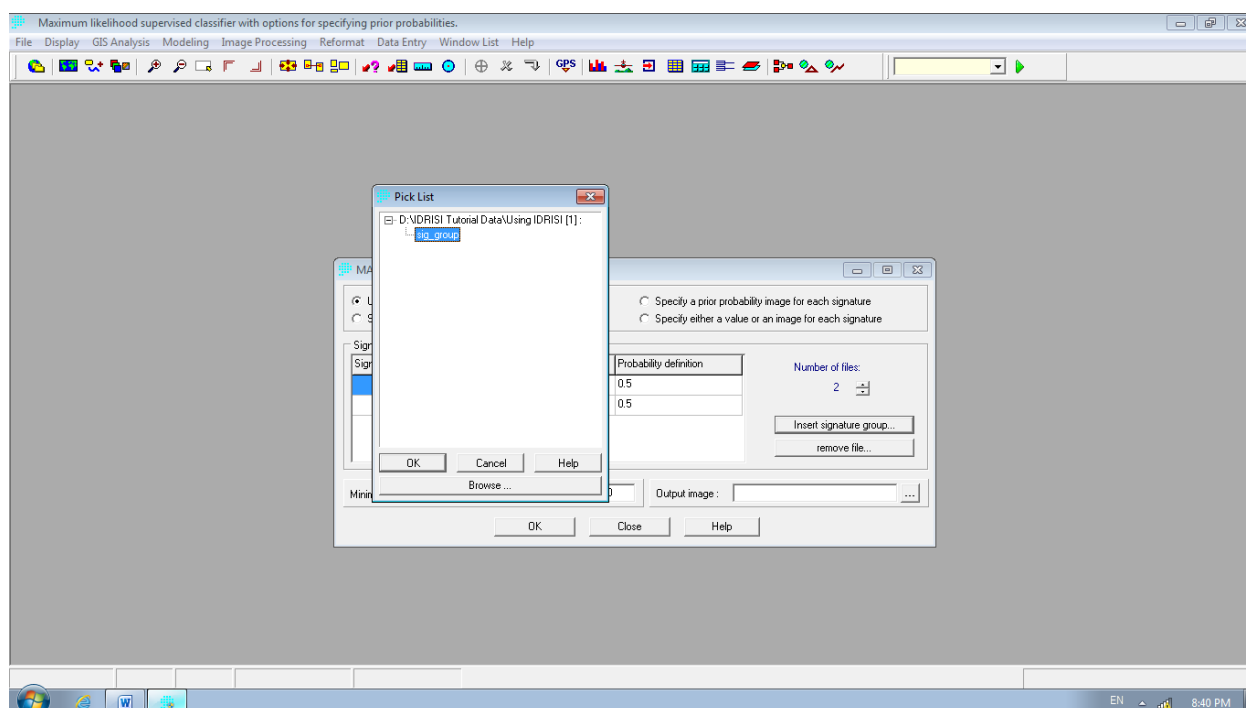 Maximum likelihood supervised classifier with options for specifying prior probabilities.
File Display GIS Analysis Modeling Image Processing Reformat Data Entry Window List Help
GPS
Pick List
D:\IDRISI Tutorial Data\Using IDRISI [1] :
sig_group
MA
U
Specify a prior probability image for each signature
S
Specify either a value or an image for each signature
Sigr
Sigr
Probability definition
Number of files:
0.5
2
0.5
Insert signature group...
remove file...
OK Cancel Help
Browse ...
Minin
Output image :
...
OK Close Help
W
EN
8:40 PM